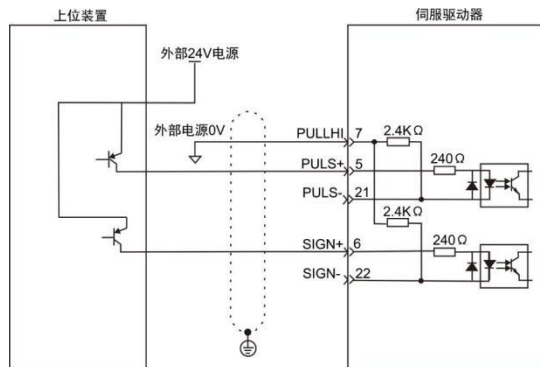 上位装置
伺服驱动器
外部24V电源
外部电源0V
PULLHI 7
2.4KΩ
PULS+ 5
240Ω
PULS- 21
2.4KΩ
SIGN+ 6
240Ω
SIGN- 22